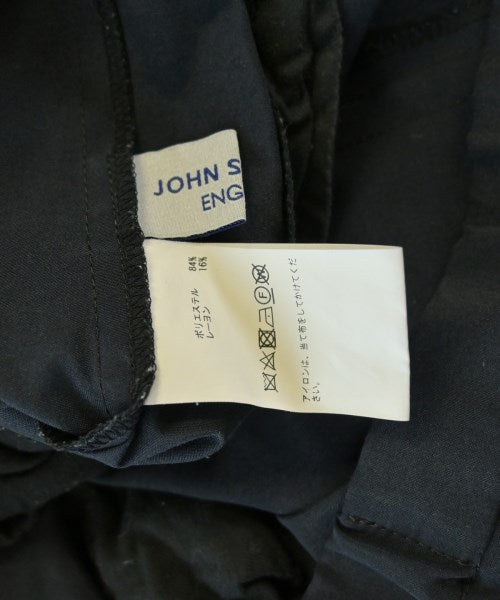 JOHN S
ENG
ポリエステル 84%
レーヨン 16%
アイロンは、当て布をしてかけてくだ
さい。